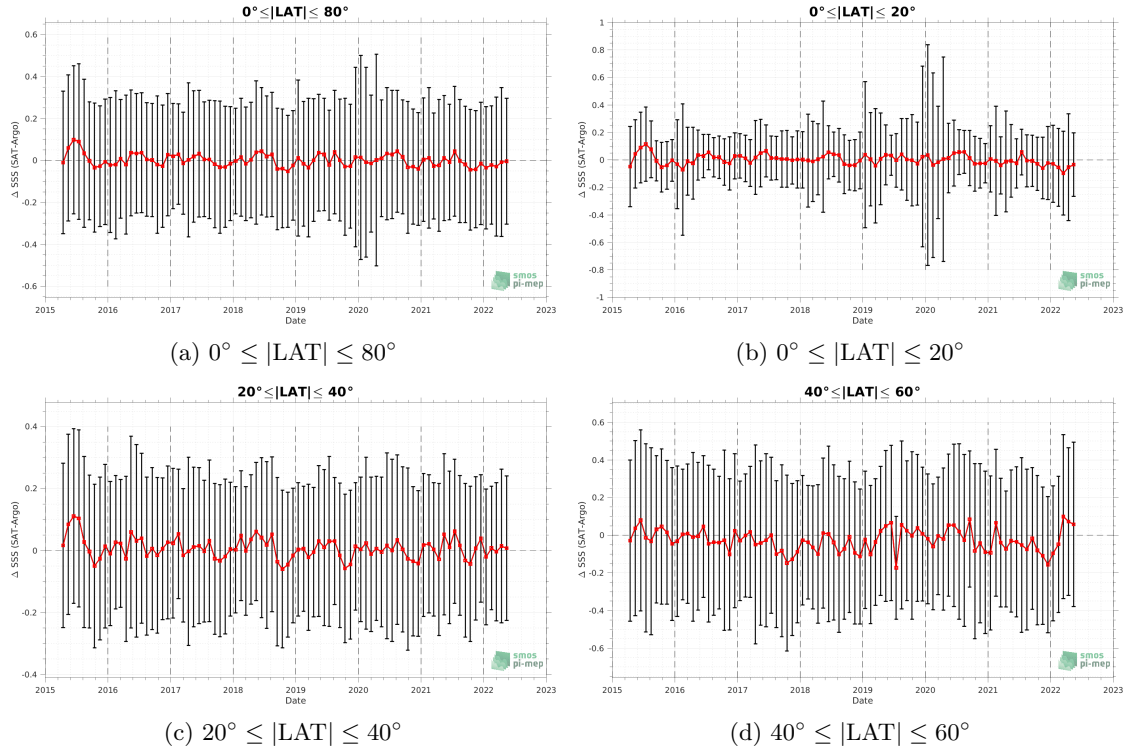 0°≤|LAT|≤ 80°
Δ SSS (SAT-Argo)
0.6
0.4
0.2
0
-0.2
-0.4
-0.6
smos
pi-mep
2015 2016 2017 2018 2019 2020 2021 2022 2023
Date
(a) 0° ≤ |LAT| ≤ 80°
0°≤|LAT|≤ 20°
Δ SSS (SAT-Argo)
1
0.8
0.6
0.4
0.2
0
-0.2
-0.4
-0.6
-0.8
-1
smos
pi-mep
2015 2016 2017 2018 2019 2020 2021 2022 2023
Date
(b) 0° ≤ |LAT| ≤ 20°
20°≤|LAT|≤ 40°
Δ SSS (SAT-Argo)
0.4
0.2
0
-0.2
-0.4
smos
pi-mep
2015 2016 2017 2018 2019 2020 2021 2022 2023
Date
(c) 20° ≤ |LAT| ≤ 40°
40°≤|LAT|≤ 60°
Δ SSS (SAT-Argo)
0.6
0.4
0.2
0
-0.2
-0.4
-0.6
smos
pi-mep
2015 2016 2017 2018 2019 2020 2021 2022 2023
Date
(d) 40° ≤ |LAT| ≤ 60°